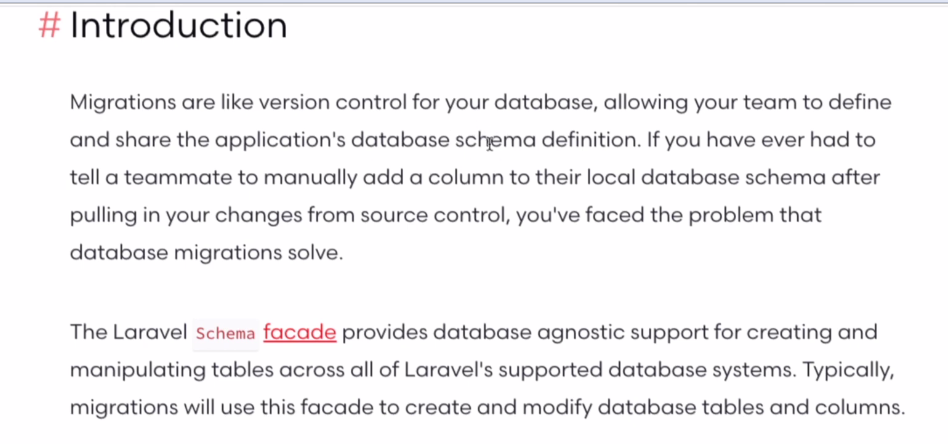 # Introduction
Migrations are like version control for your database, allowing your team to define
and share the application's database schema definition. If you have ever had to
tell a teammate to manually add a column to their local database schema after
pulling in your changes from source control, you've faced the problem that
database migrations solve.
The Laravel Schema facade provides database agnostic support for creating and
manipulating tables across all of Laravel's supported database systems. Typically,
migrations will use this facade to create and modify database tables and columns.